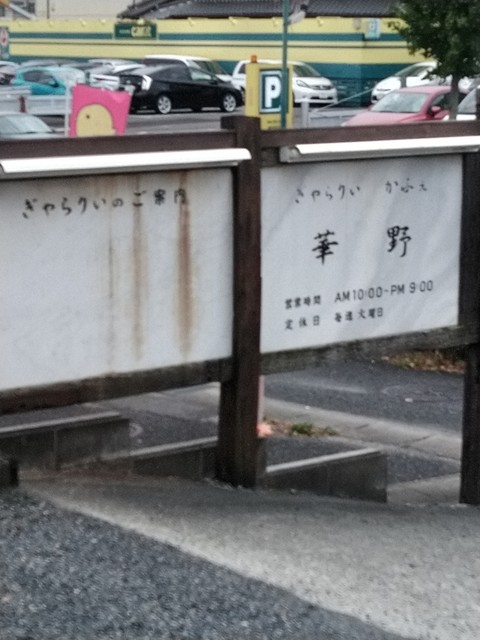 P
ぎゃらりいのご案内
ぎゃらりい かふぇ
華 野
営業時間 AM10:00-PM9:00
定休日 毎週火曜日